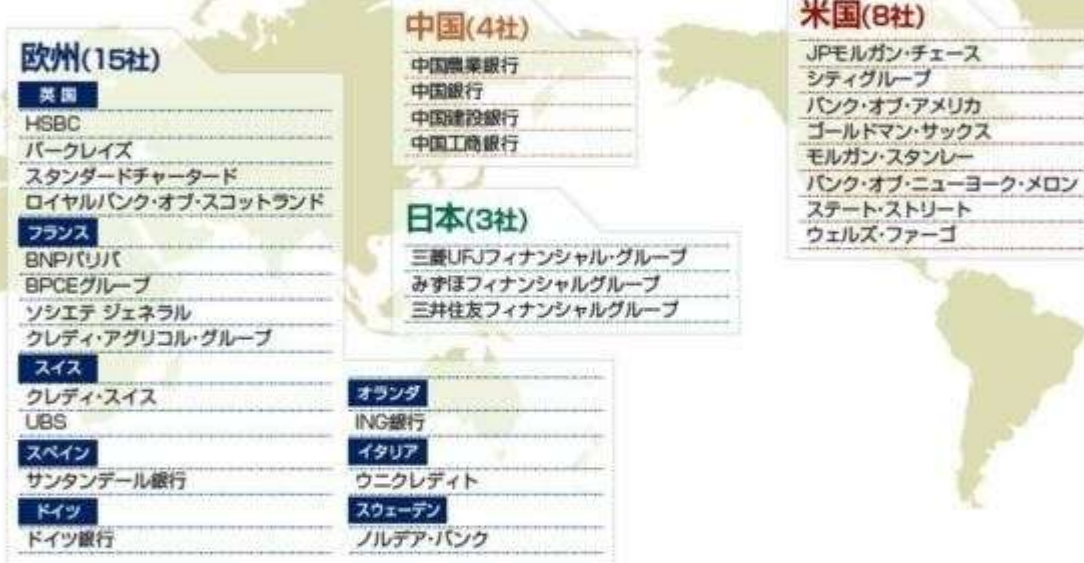 欧州(15社)
英国
HSBC
バークレイズ
スタンダードチャータード
ロイヤルバンク・オブ・スコットランド
フランス
BNPパリバ
BPCEグループ
ソシエテ ジェネラル
クレディ・アグリコル・グループ
スイス
クレディ・スイス
UBS
スペイン
サンタンデール銀行
ドイツ
ドイツ銀行
オランダ
ING銀行
イタリア
ウニクレディト
スウェーデン
ノルデア・バンク
中国(4社)
中国農業銀行
中国銀行
中国建設銀行
中国工商銀行
日本(3社)
三菱UFJフィナンシャル・グループ
みずほフィナンシャルグループ
三井住友フィナンシャルグループ
米国(8社)
JPモルガン・チェース
シティグループ
バンク・オブ・アメリカ
ゴールドマン・サックス
モルガン・スタンレー
バンク・オブ・ニューヨーク・メロン
ステート・ストリート
ウェルズ・ファーゴ